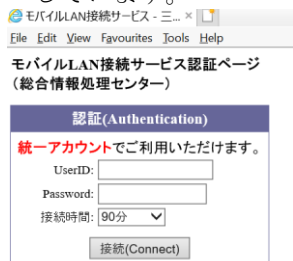 モバイルLAN接続サービス - 三... ×
File Edit View Favourites Tools Help
モバイルLAN接続サービス認証ページ
(総合情報処理センター)
認証(Authentication)
統一アカウントでご利用いただけます。
UserID:
Password:
接続時間: 90分
接続(Connect)